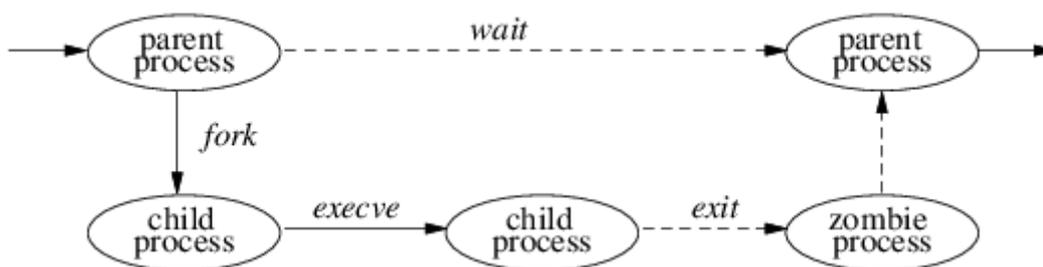 parent
process
wait
parent
process
fork
child
process
execve
child
process
exit
zombie
process